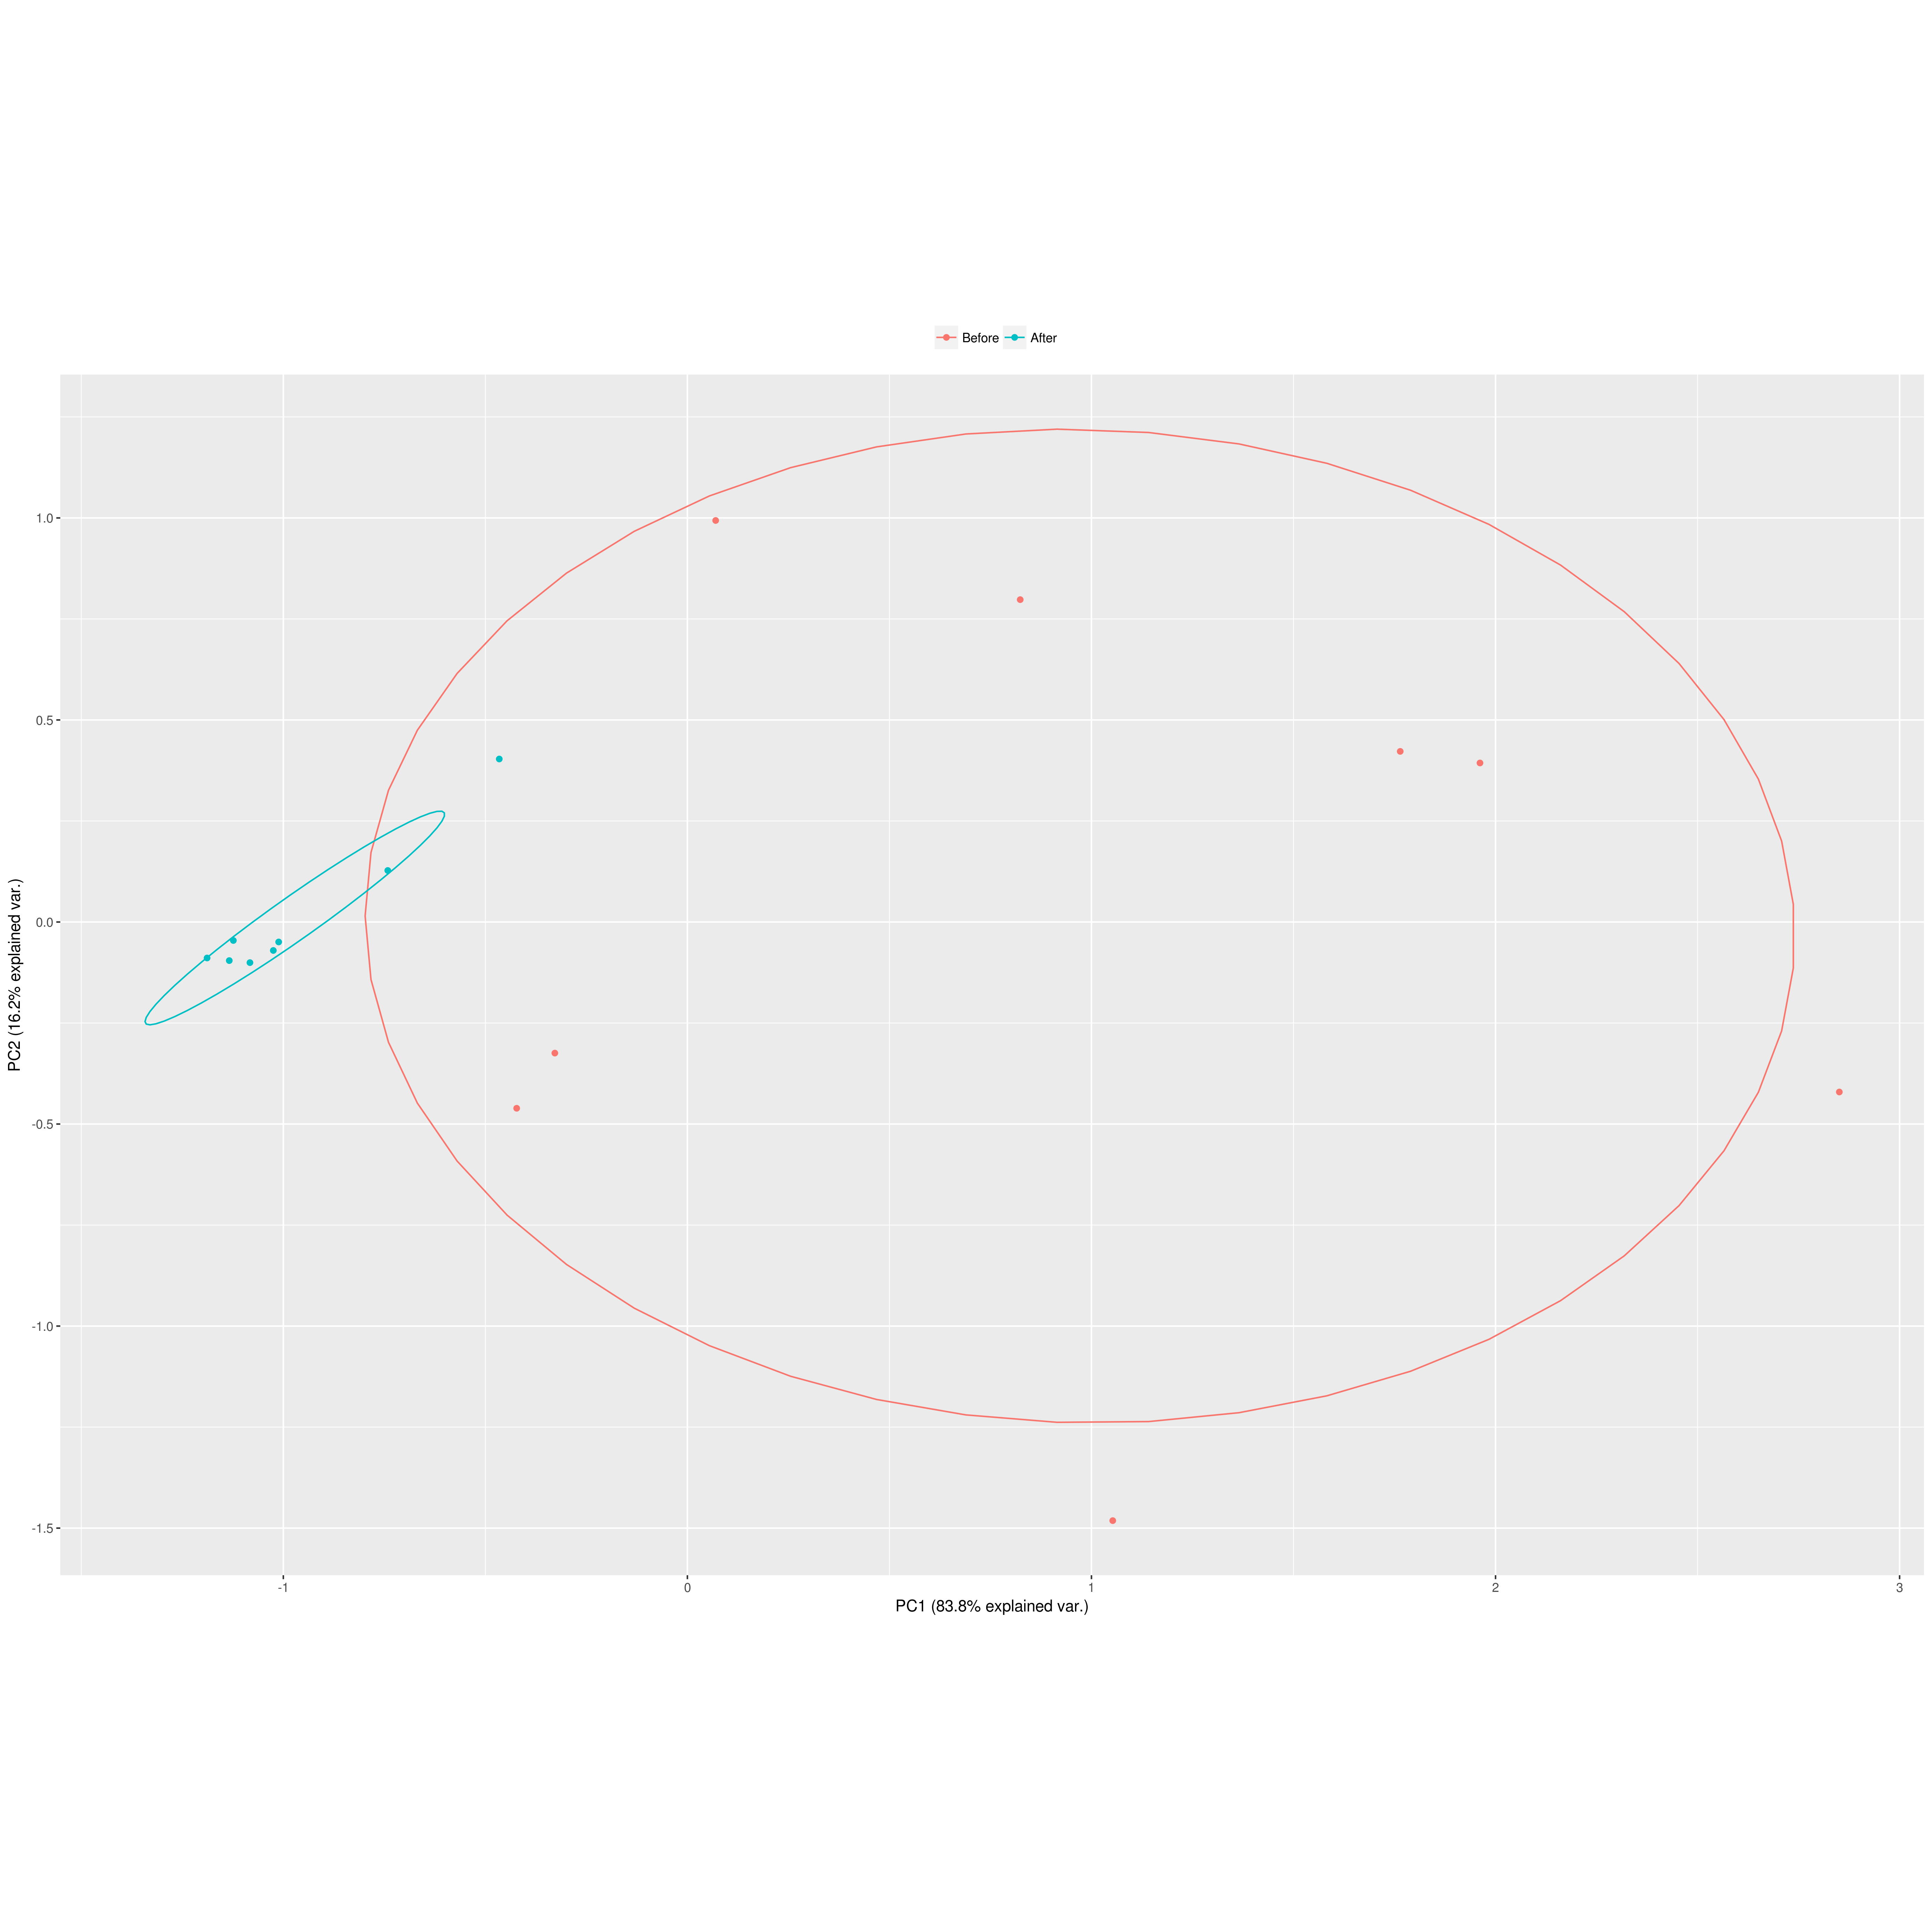 Before After
1.0
0.5
0.0
-0.5
-1.0
-1.5
PC2 (16.2% explained var.)
-1 0 1 2 3
PC1 (83.8% explained var.)